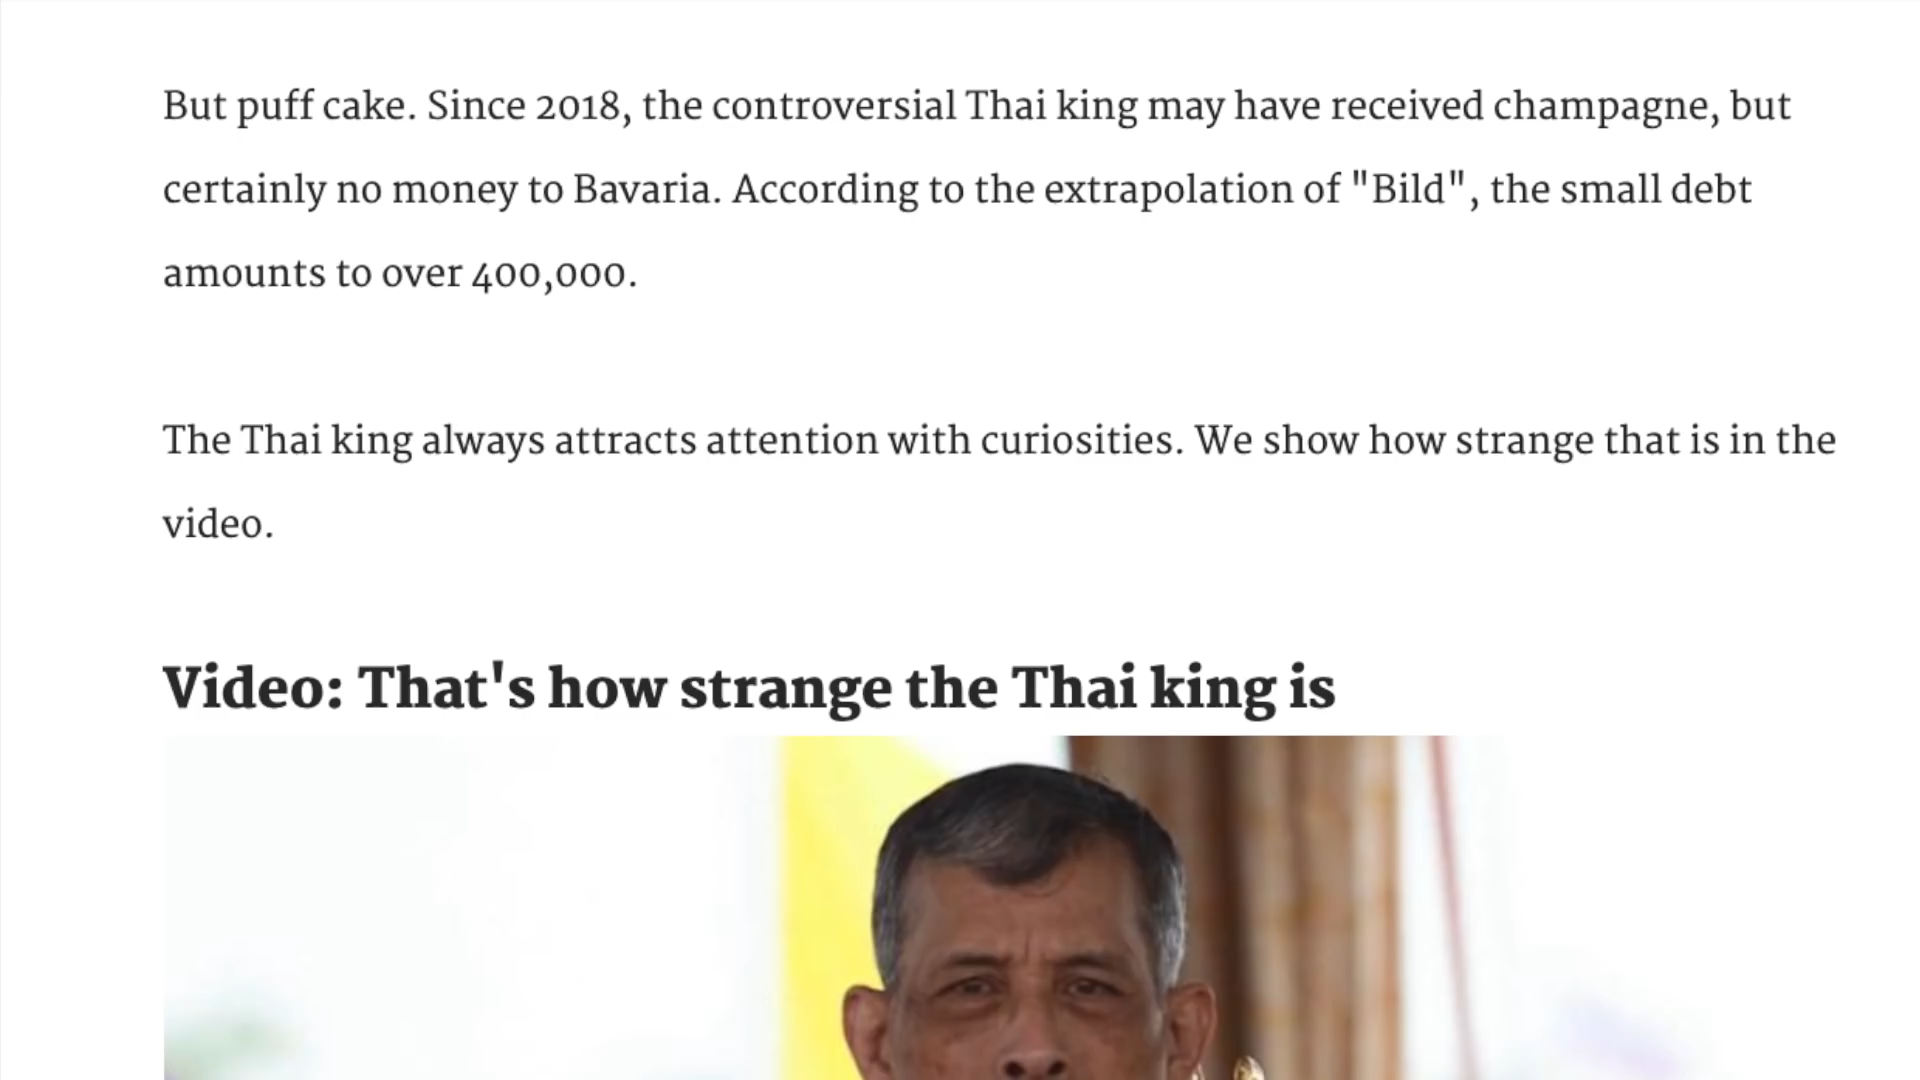 But puff cake. Since 2018, the controversial Thai king may have received champagne, but
certainly no money to Bavaria. According to the extrapolation of "Bild", the small debt
amounts to over 400,000.
The Thai king always attracts attention with curiosities. We show how strange that is in the
video.
Video: That's how strange the Thai king is